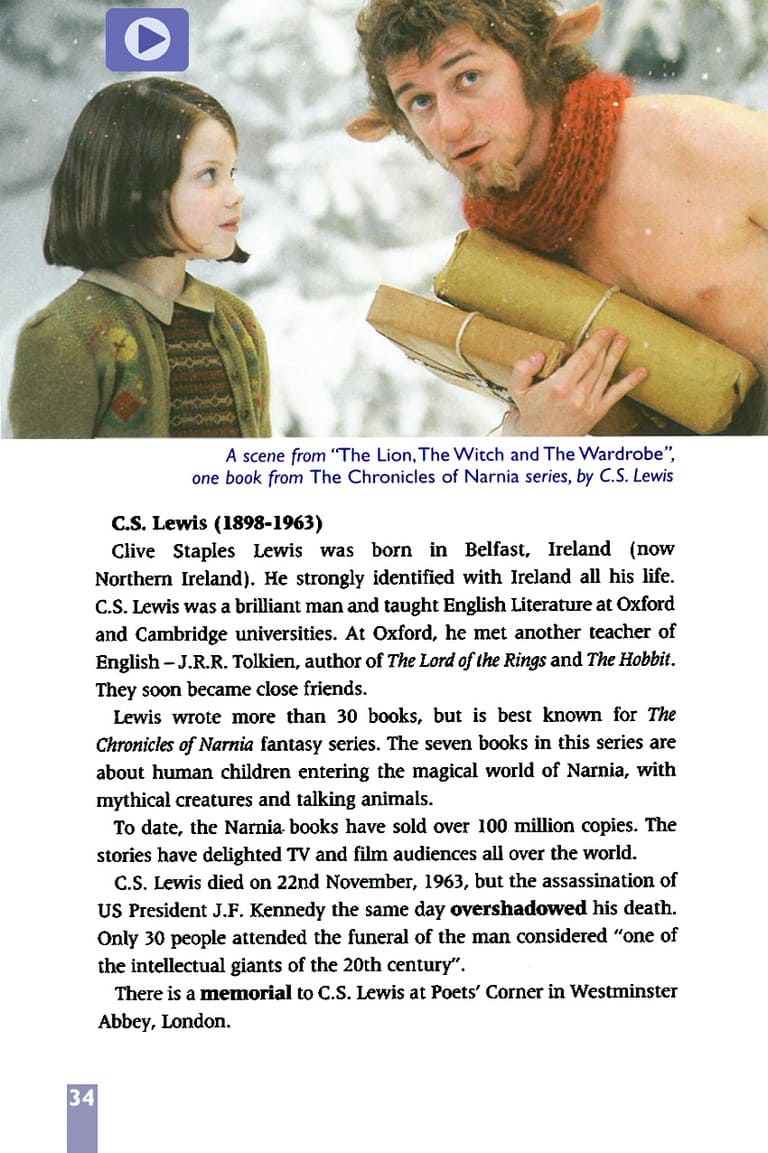 A scene from "The Lion, The Witch and The Wardrobe",
one book from The Chronicles of Narnia series, by C.S. Lewis
C.S. Lewis (1898-1963)
Clive Staples Lewis was born in Belfast, Ireland (now
Northern Ireland). He strongly identified with Ireland all his life.
C.S. Lewis was a brilliant man and taught English Literature at Oxford
and Cambridge universities. At Oxford, he met another teacher of
English – J.R.R. Tolkien, author of The Lord of the Rings and The Hobbit.
They soon became close friends.
Lewis wrote more than 30 books, but is best known for The
Chronicles of Narnia fantasy series. The seven books in this series are
about human children entering the magical world of Narnia, with
mythical creatures and talking animals.
To date, the Narnia books have sold over 100 million copies. The
stories have delighted TV and film audiences all over the world.
C.S. Lewis died on 22nd November, 1963, but the assassination of
US President J.F. Kennedy the same day overshadowed his death.
Only 30 people attended the funeral of the man considered "one of
the intellectual giants of the 20th century".
There is a memorial to C.S. Lewis at Poets' Corner in Westminster
Abbey, London.
34